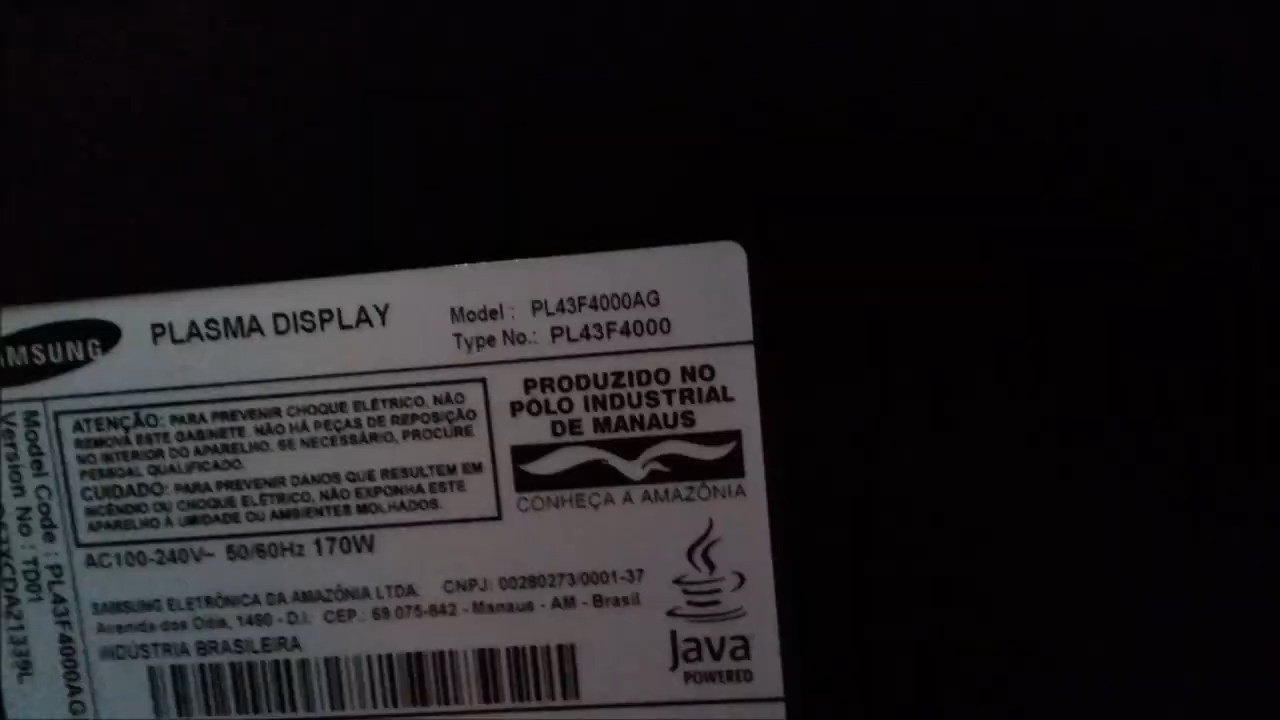 SAMSUNG
PLASMA DISPLAY
Model : PL43F4000AG
Type No.: PL43F4000
ATENÇÃO: PARA PREVENIR CHOQUE ELÉTRICO, NÃO
REMOVA ESTE GABINETE. NÃO HÁ PEÇAS DE REPOSIÇÃO
NO INTERIOR DO APARELHO. SE NECESSÁRIO, PROCURE
PESSOAL QUALIFICADO.
CUIDADO: PARA PREVENIR DANOS QUE RESULTEM EM
INCÊNDIO OU CHOQUE ELÉTRICO, NÃO EXPONHA ESTE
APARELHO À UMIDADE OU AMBIENTES MOLHADOS.
PRODUZIDO NO
POLO INDUSTRIAL
DE MANAUS
CONHEÇA A AMAZÔNIA
AC100-240V~ 50/60Hz 170W
SAMSUNG ELETRÔNICA DA AMAZÔNIA LTDA. CNPJ: 00280273/0001-37
Avenida dos Oitis, 1460 - D.I. CEP.: 69.075-842 - Manaus - AM - Brasil
INDÚSTRIA BRASILEIRA
Java
POWERED
Model Code : PL43F4000AG
Version No : TD01